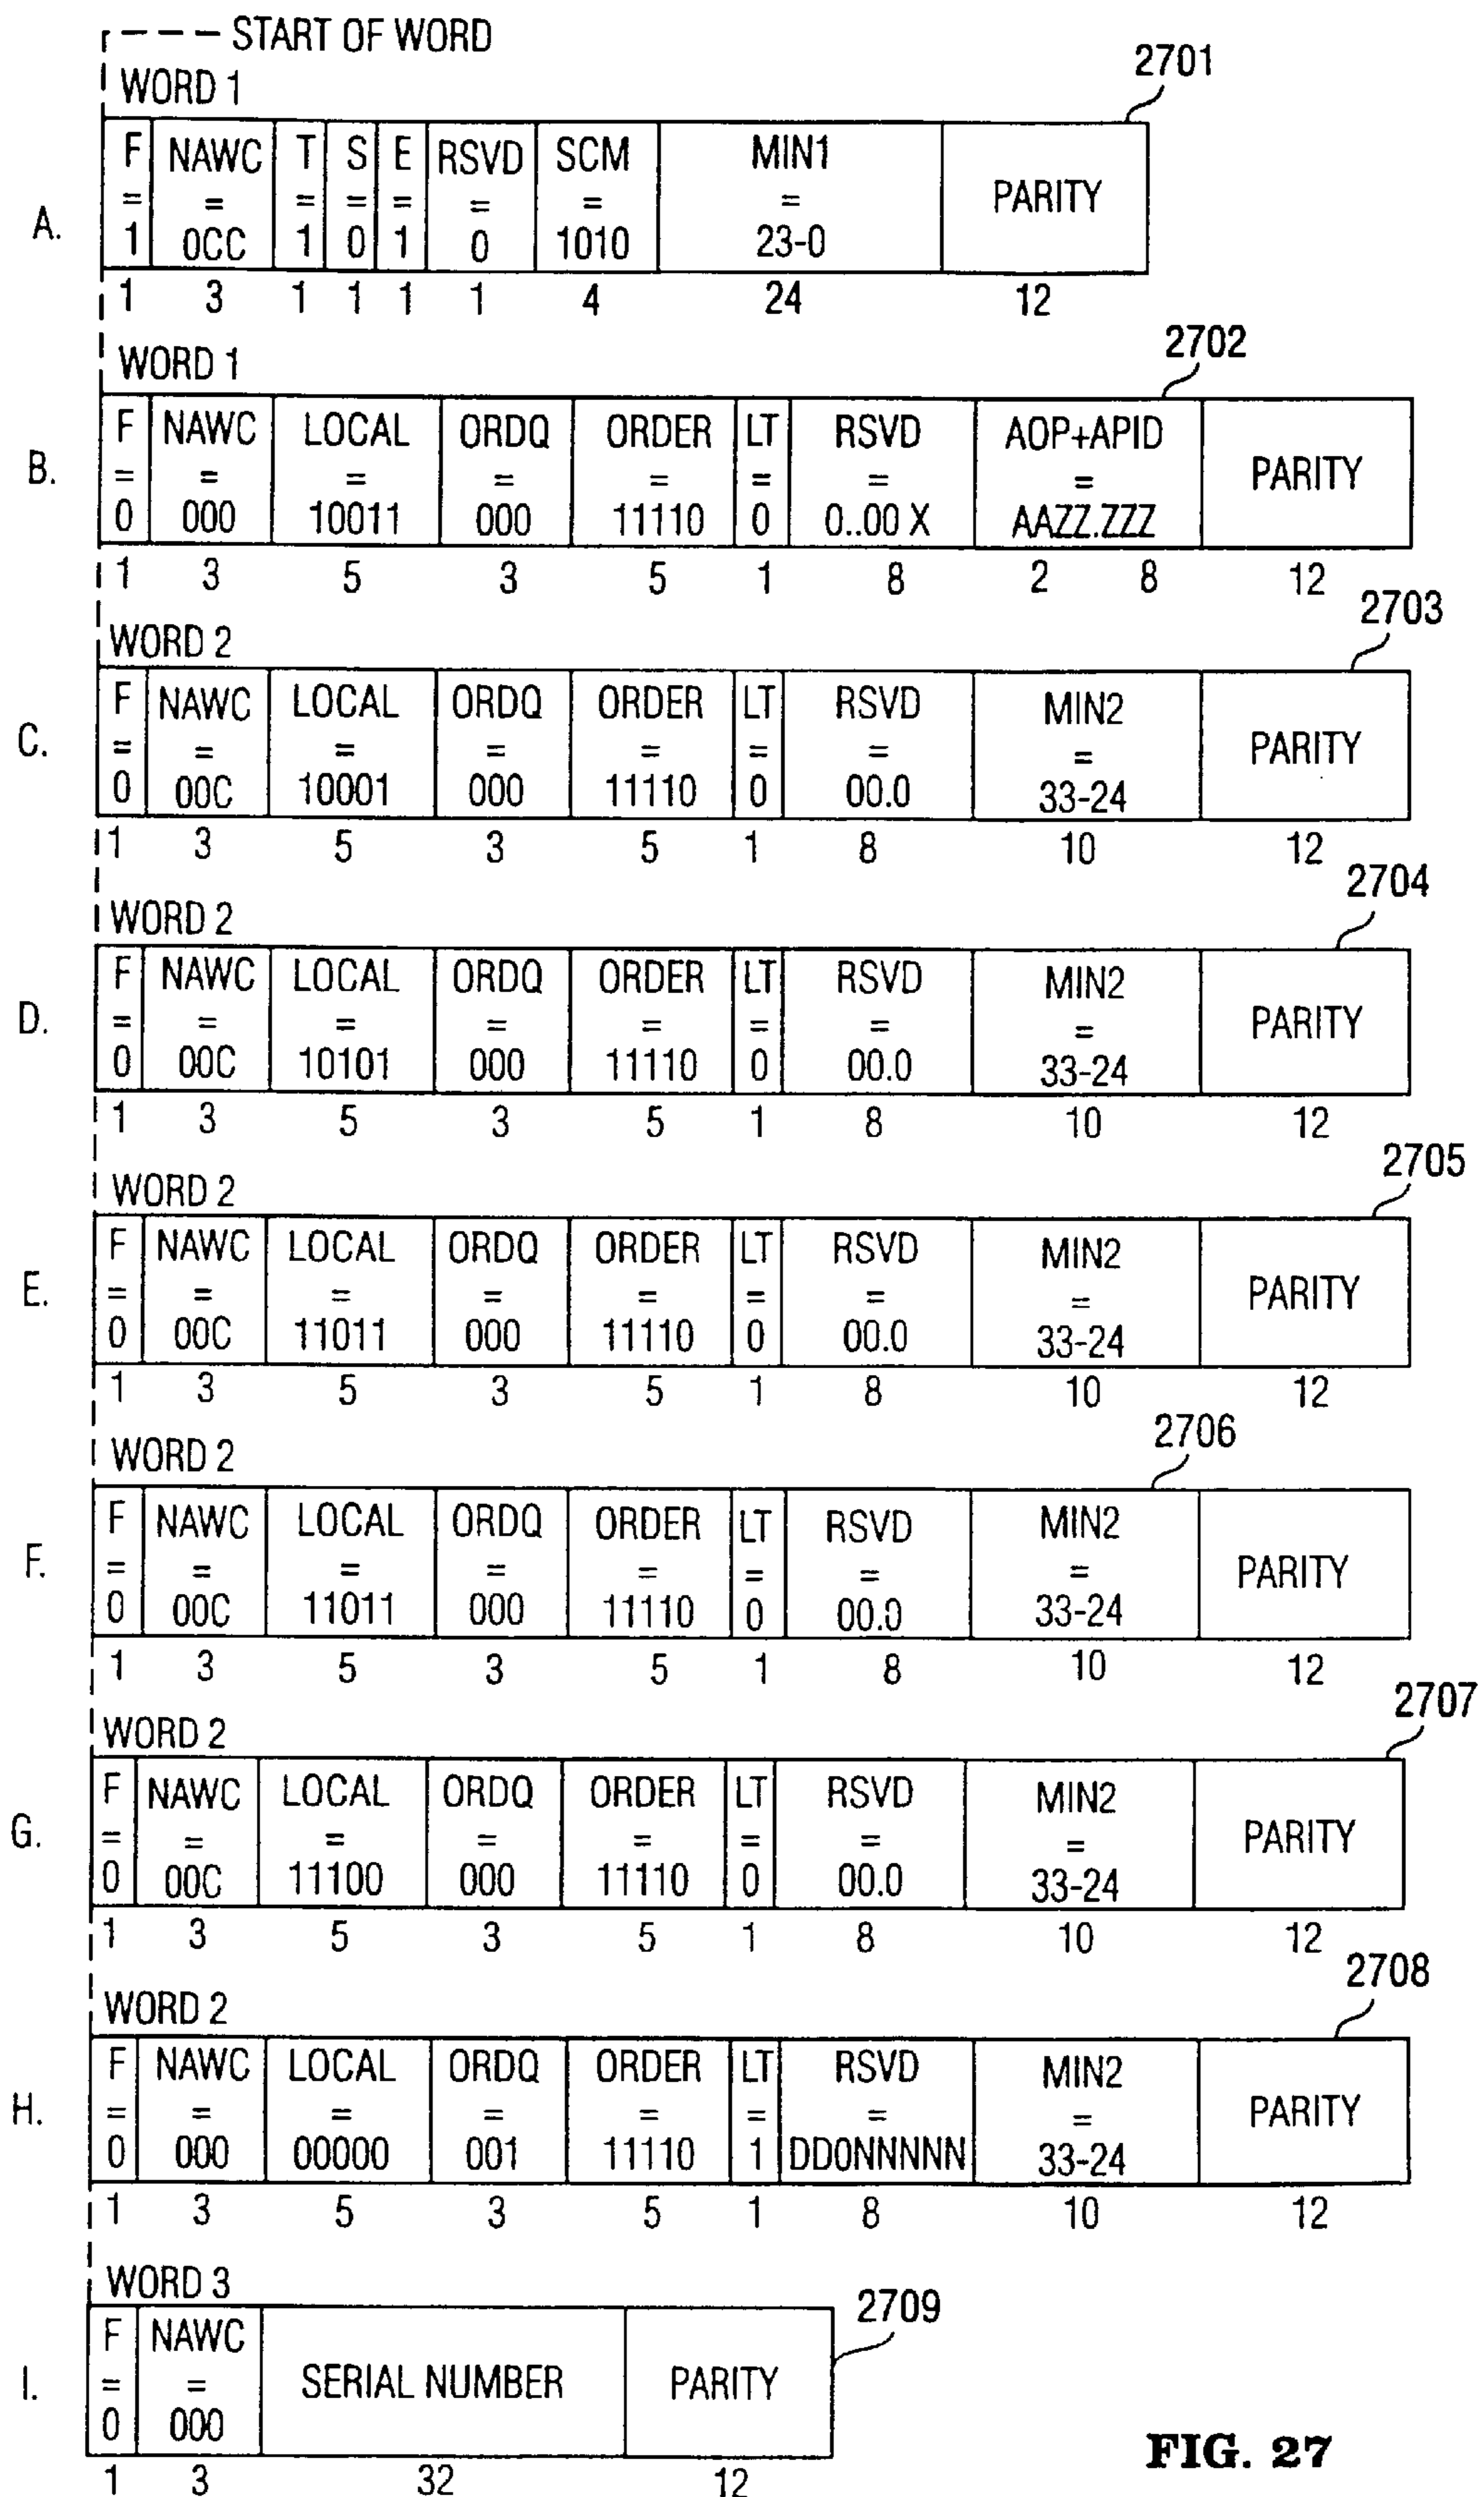 START OF WORD
WORD 1
2701
A.
F NAWC T S E RSVD SCM MIN1 PARITY
= = = = = = = =
1 0CC 1 0 1 0 1010 23-0
1 3 1 1 1 1 4 24 12
WORD 1
2702
B.
F NAWC LOCAL ORDQ ORDER LT RSVD AOP+APID PARITY
= = = = = = = =
0 000 10011 000 11110 0 0..00 X AAZZ.ZZZ
1 3 5 3 5 1 8 2 8 12
WORD 2
2703
C.
F NAWC LOCAL ORDQ ORDER LT RSVD MIN2 PARITY
= = = = = = = =
0 00C 10001 000 11110 0 00.0 33-24
1 3 5 3 5 1 8 10 12
WORD 2
2704
D.
F NAWC LOCAL ORDQ ORDER LT RSVD MIN2 PARITY
= = = = = = = =
0 00C 10101 000 11110 0 00.0 33-24
1 3 5 3 5 1 8 10 12
WORD 2
2705
E.
F NAWC LOCAL ORDQ ORDER LT RSVD MIN2 PARITY
= = = = = = = =
0 00C 11011 000 11110 0 00.0 33-24
1 3 5 3 5 1 8 10 12
WORD 2
2706
F.
F NAWC LOCAL ORDQ ORDER LT RSVD MIN2 PARITY
= = = = = = = =
0 00C 11011 000 11110 0 00.0 33-24
1 3 5 3 5 1 8 10 12
WORD 2
2707
G.
F NAWC LOCAL ORDQ ORDER LT RSVD MIN2 PARITY
= = = = = = = =
0 00C 11100 000 11110 0 00.0 33-24
1 3 5 3 5 1 8 10 12
WORD 2
2708
H.
F NAWC LOCAL ORDQ ORDER LT RSVD MIN2 PARITY
= = = = = = = =
0 000 00000 001 11110 1 DD0NNNNN 33-24
1 3 5 3 5 1 8 10 12
WORD 3
2709
I.
F NAWC SERIAL NUMBER PARITY
= =
0 000
1 3 32 12
FIG. 27